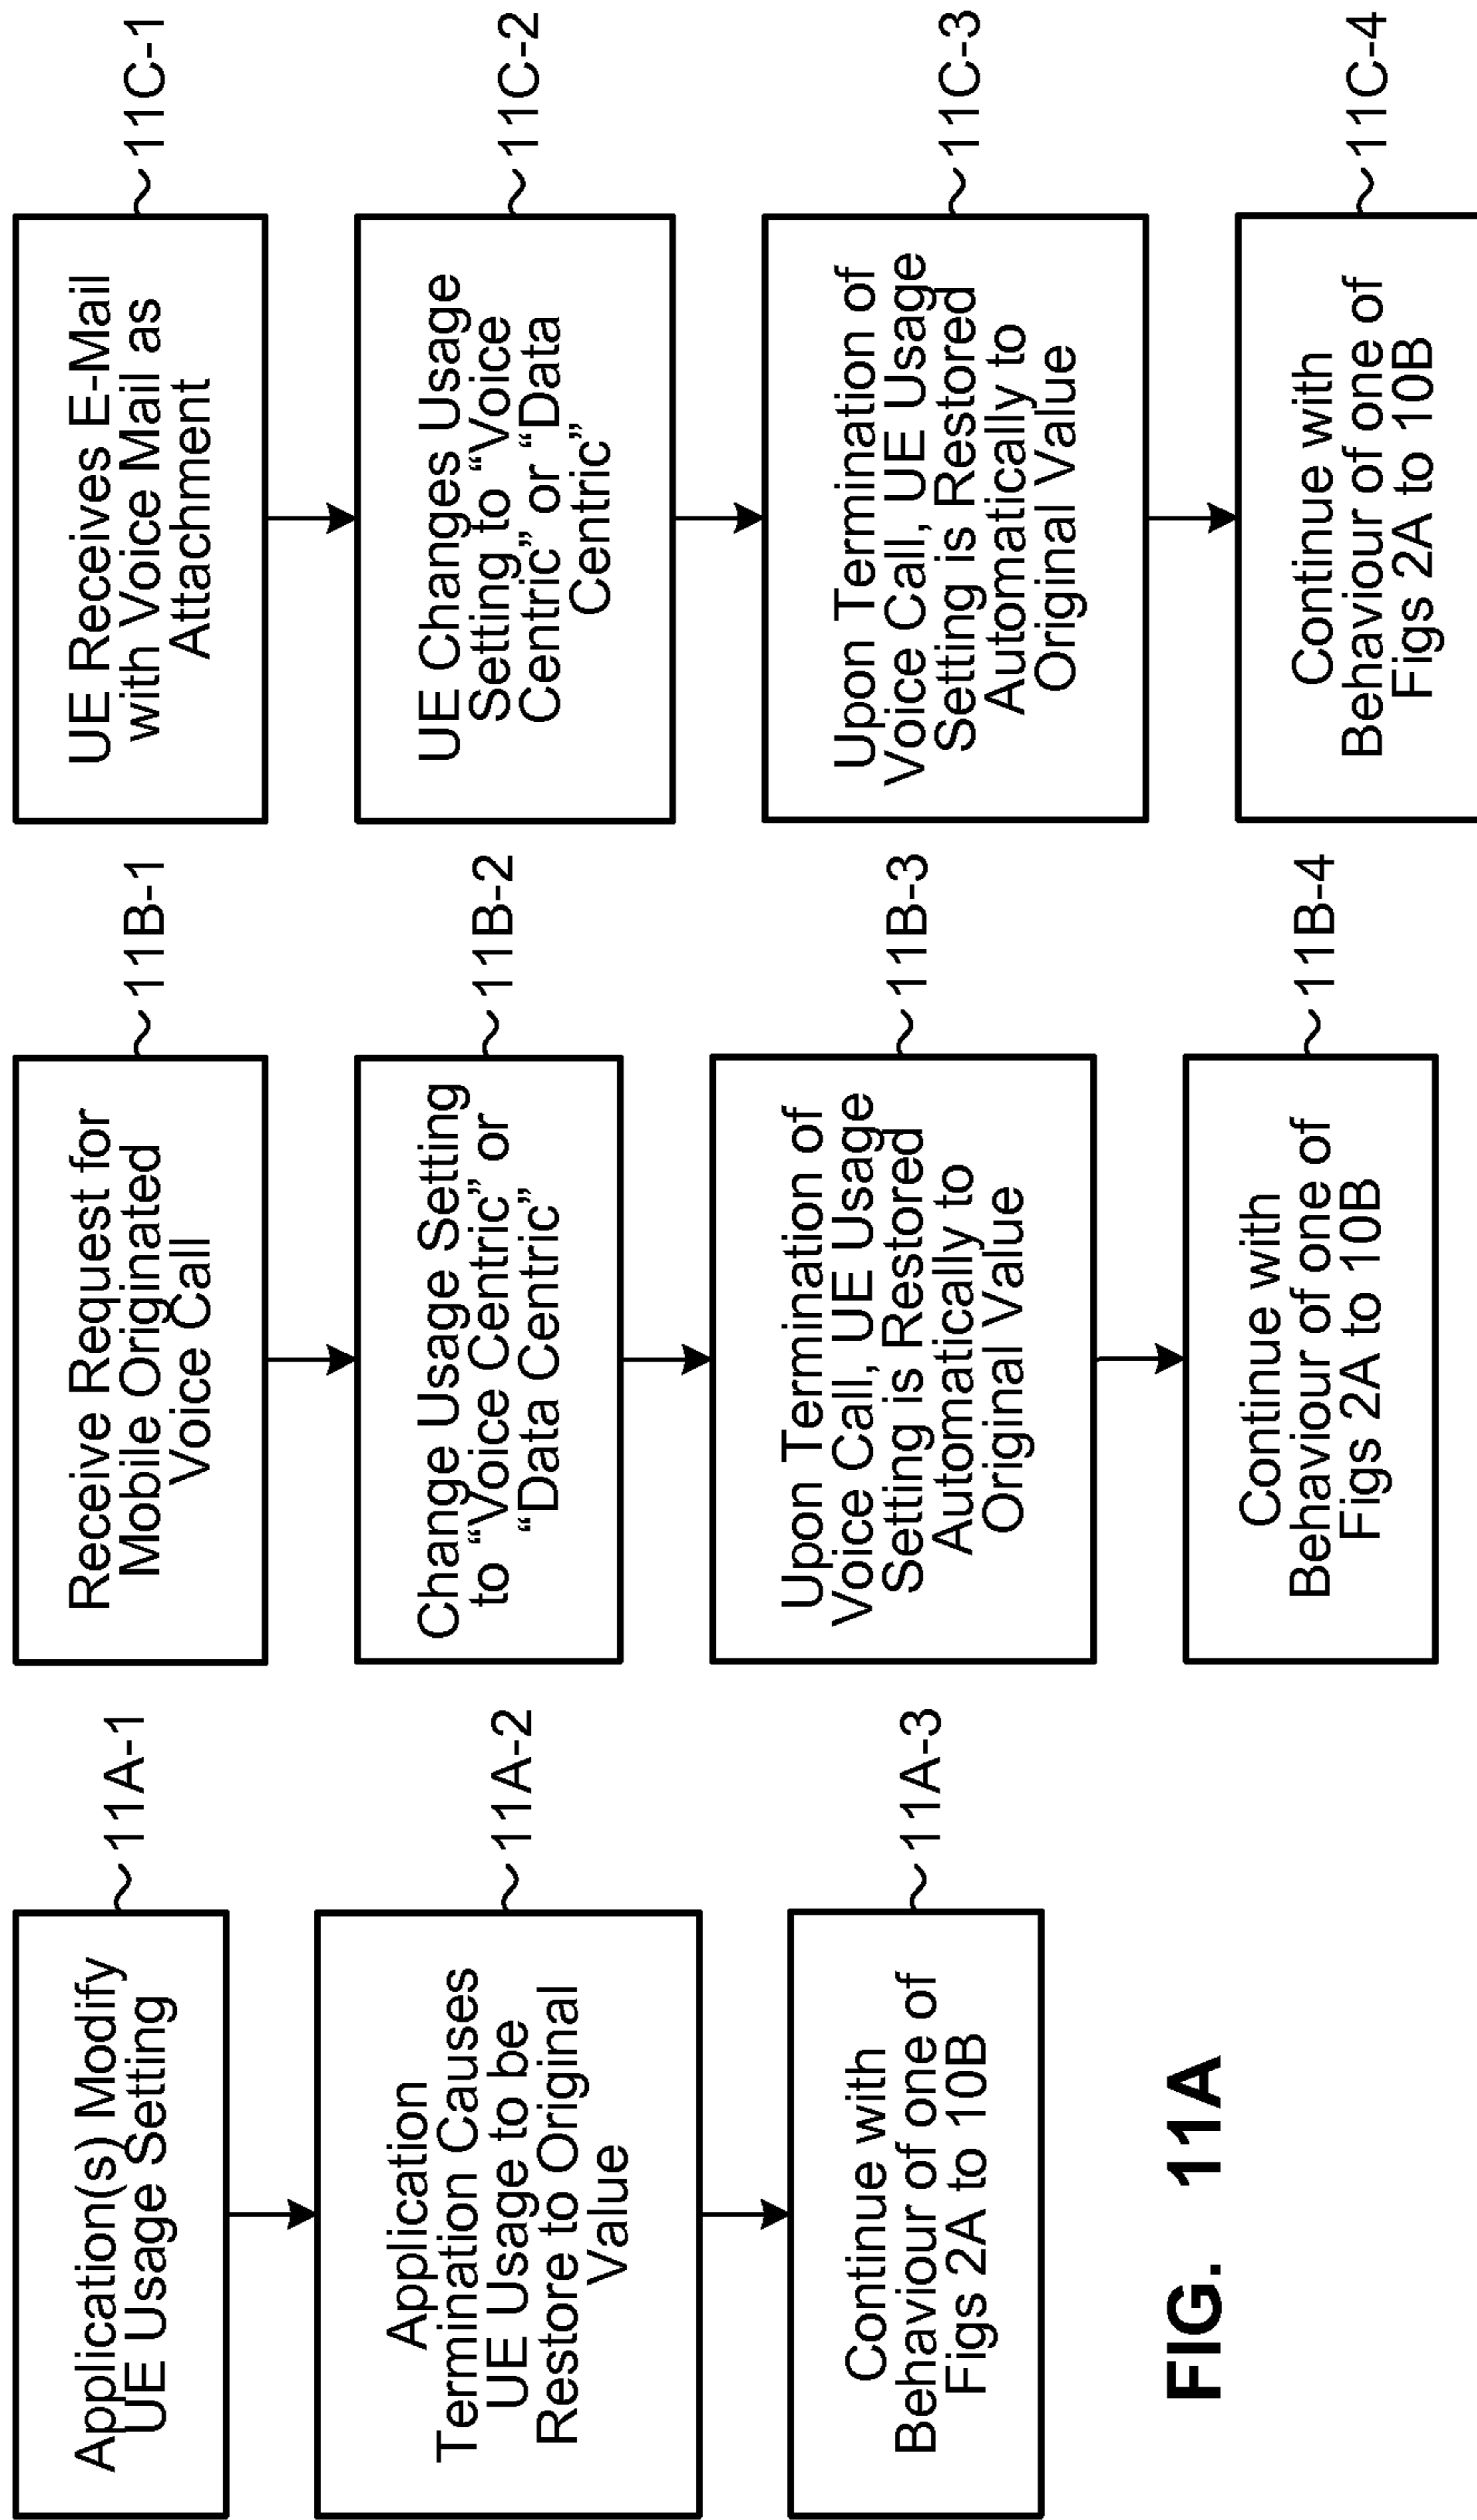 Application(s) Modify
UE Usage Setting
11A-1
Application
Termination Causes
UE Usage to be
Restore to Original
Value
11A-2
Continue with
Behaviour of one of
Figs 2A to 10B
11A-3
FIG. 11A
Receive Request for
Mobile Originated
Voice Call
11B-1
Change Usage Setting
to “Voice Centric” or
“Data Centric”
11B-2
Upon Termination of
Voice Call, UE Usage
Setting is Restored
Automatically to
Original Value
11B-3
Continue with
Behaviour of one of
Figs 2A to 10B
11B-4
UE Receives E-Mail
with Voice Mail as
Attachment
11C-1
UE Changes Usage
Setting to “Voice
Centric” or “Data
Centric”
11C-2
Upon Termination of
Voice Call, UE Usage
Setting is Restored
Automatically to
Original Value
11C-3
Continue with
Behaviour of one of
Figs 2A to 10B
11C-4